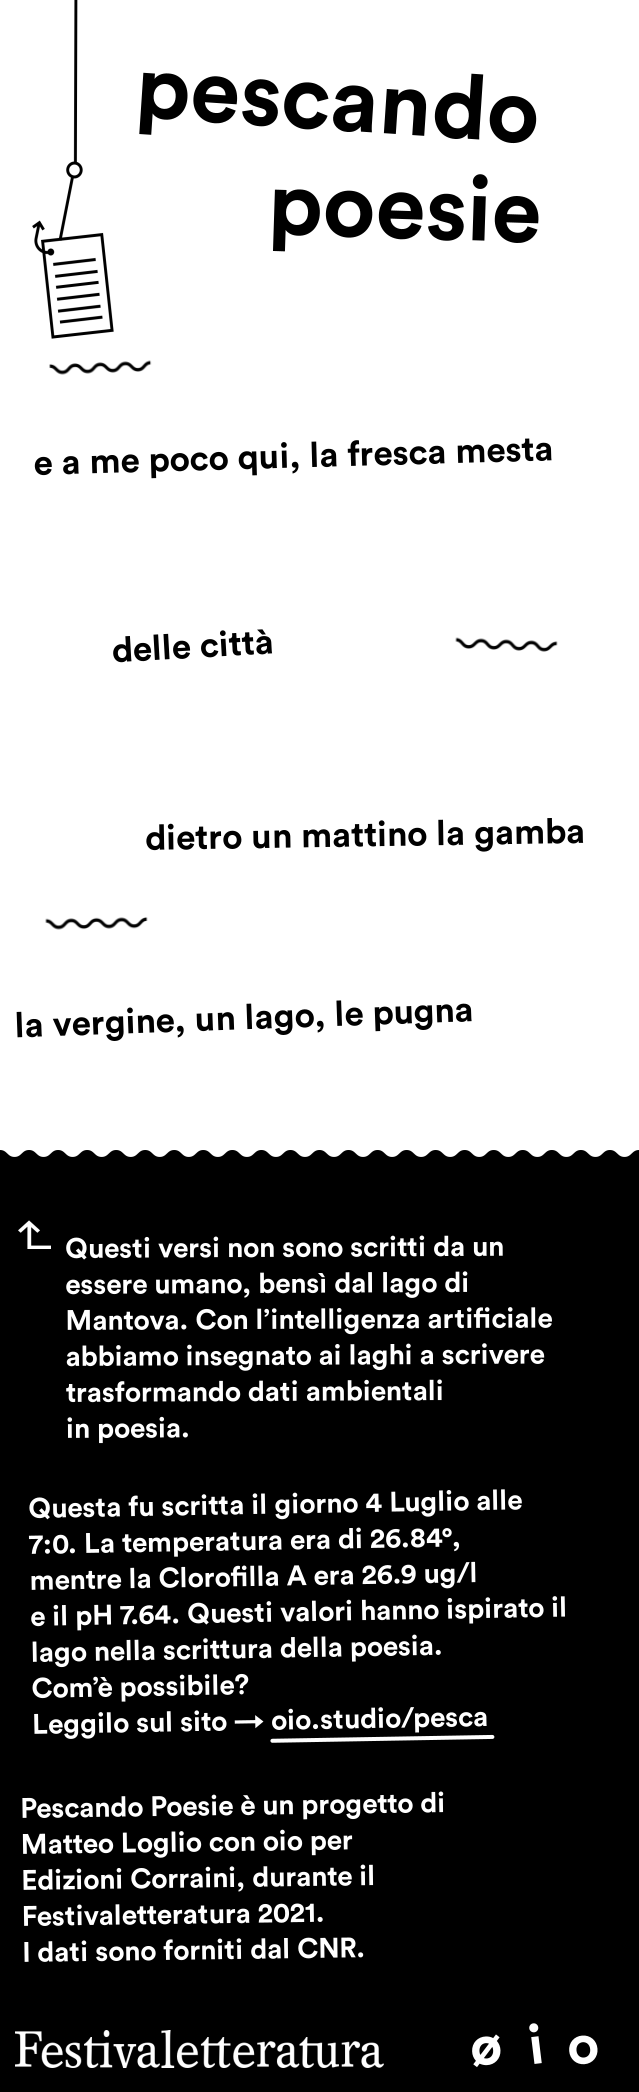 pescando
poesie
e a me poco qui, la fresca mesta
delle città
dietro un mattino la gamba
la vergine, un lago, le pugna
Questi versi non sono scritti da un
essere umano, bensì dal lago di
Mantova. Con l’intelligenza artificiale
abbiamo insegnato ai laghi a scrivere
trasformando dati ambientali
in poesia.
Questa fu scritta il giorno 4 Luglio alle
7:0. La temperatura era di 26.84°,
mentre la Clorofilla A era 26.9 ug/l
e il pH 7.64. Questi valori hanno ispirato il
lago nella scrittura della poesia.
Com’è possibile?
Leggilo sul sito → oio.studio/pesca
Pescando Poesie è un progetto di
Matteo Loglio con oio per
Edizioni Corraini, durante il
Festivaletteratura 2021.
I dati sono forniti dal CNR.
Festivaletteratura ø i o